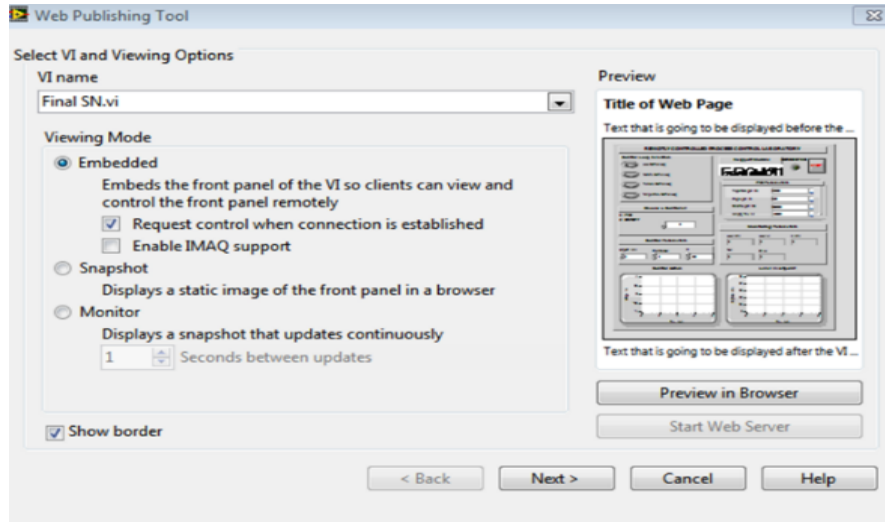 Web Publishing Tool
Select VI and Viewing Options
VI name
Final SN.vi
Viewing Mode
Embedded
Embeds the front panel of the VI so clients can view and
control the front panel remotely
Request control when connection is established
Enable IMAQ support
Snapshot
Displays a static image of the front panel in a browser
Monitor
Displays a snapshot that updates continuously
1 Seconds between updates
Show border
Preview
Title of Web Page
Text that is going to be displayed before the ...
REMOTELY CONTROLLED PROCESS CONTROL LABORATORY
Text that is going to be displayed after the VI ...
Preview in Browser
Start Web Server
< Back
Next >
Cancel
Help